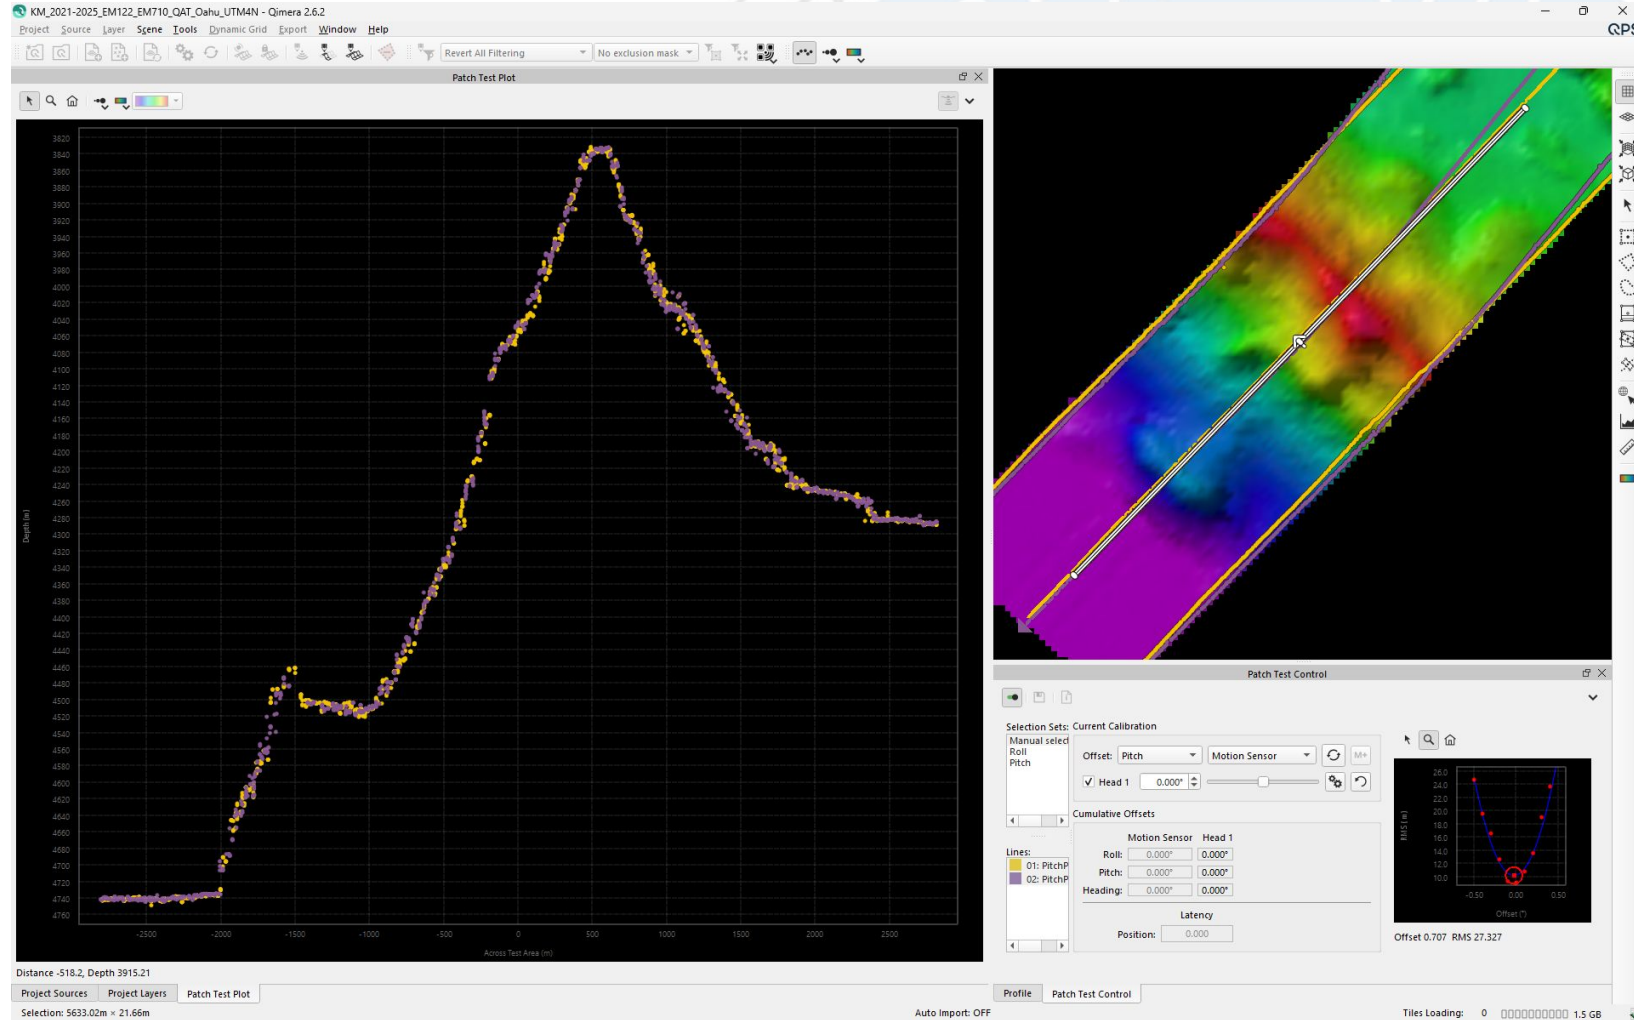 KM_2021-2025_EM122_EM710_QAT_Oahu_UTM4N - Qimera 2.6.2
Project Source Layer Scene Tools Dynamic Grid Export Window Help
QPS
Revert All Filtering
No exclusion mask
Patch Test Plot
3820
3840
3860
3880
3900
3920
3940
3960
3980
4000
4020
4040
4060
4080
4100
4120
4140
4160
4180
4200
4220
4240
4260
4280
4300
4320
4340
4360
4380
4400
4420
4440
4460
4480
4500
4520
4540
4560
4580
4600
4620
4640
4660
4680
4700
4720
4740
4760
Depth (m)
-2500 -2000 -1500 -1000 -500 0 500 1000 1500 2000 2500
Across Test Area (m)
Distance -518.2, Depth 3915.21
Project Sources Project Layers Patch Test Plot
Selection: 5633.02m × 21.66m
Auto Import: OFF
Patch Test Control
Selection Sets:
Manual select
Roll
Pitch
Lines:
01: PitchP
02: PitchP
Current Calibration
Offset: Pitch Motion Sensor M+
Head 1 0.000°
Cumulative Offsets
Motion Sensor Head 1
Roll: 0.000° 0.000°
Pitch: 0.000° 0.000°
Heading: 0.000° 0.000°
Latency
Position: 0.000
26.0
24.0
22.0
20.0
18.0
16.0
14.0
12.0
10.0
RMS (m)
-0.50 0.00 0.50
Offset (°)
Offset 0.707 RMS 27.327
Profile Patch Test Control
Tiles Loading: 0 1.5 GB